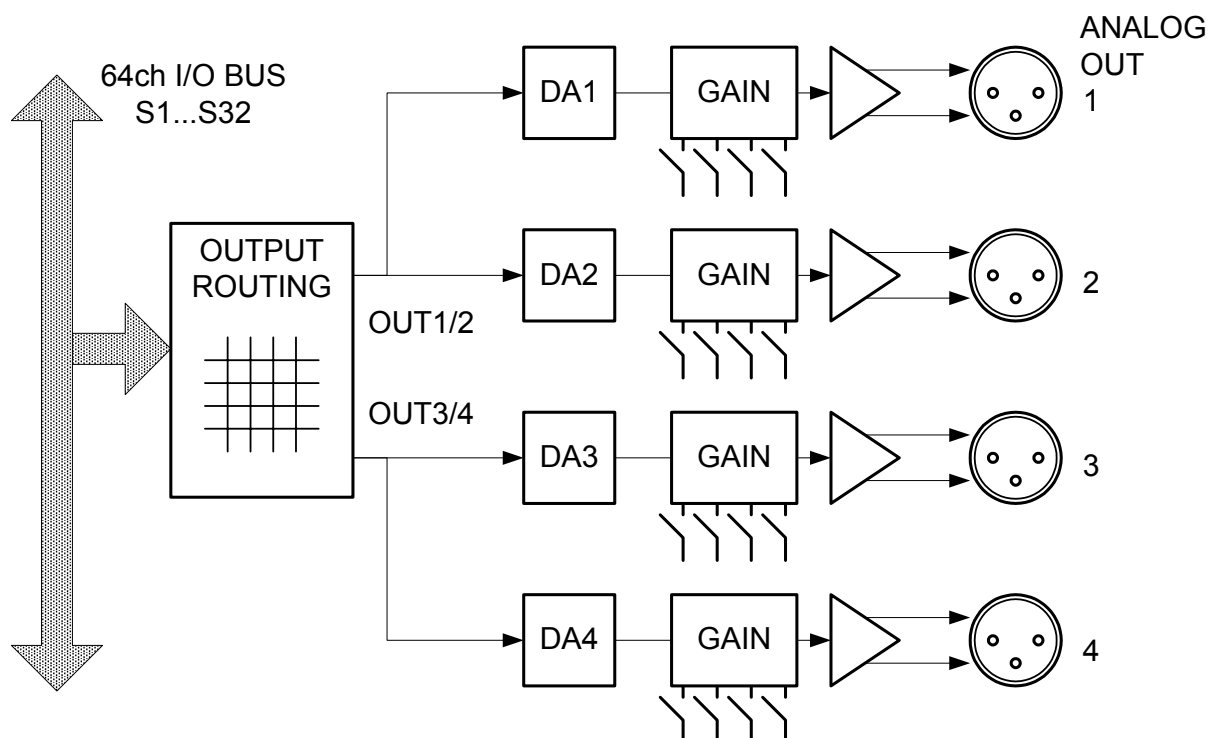 64ch I/O BUS
S1...S32
OUTPUT
ROUTING
OUT1/2
OUT3/4
DA1
GAIN
ANALOG
OUT
1
DA2
GAIN
2
DA3
GAIN
3
DA4
GAIN
4